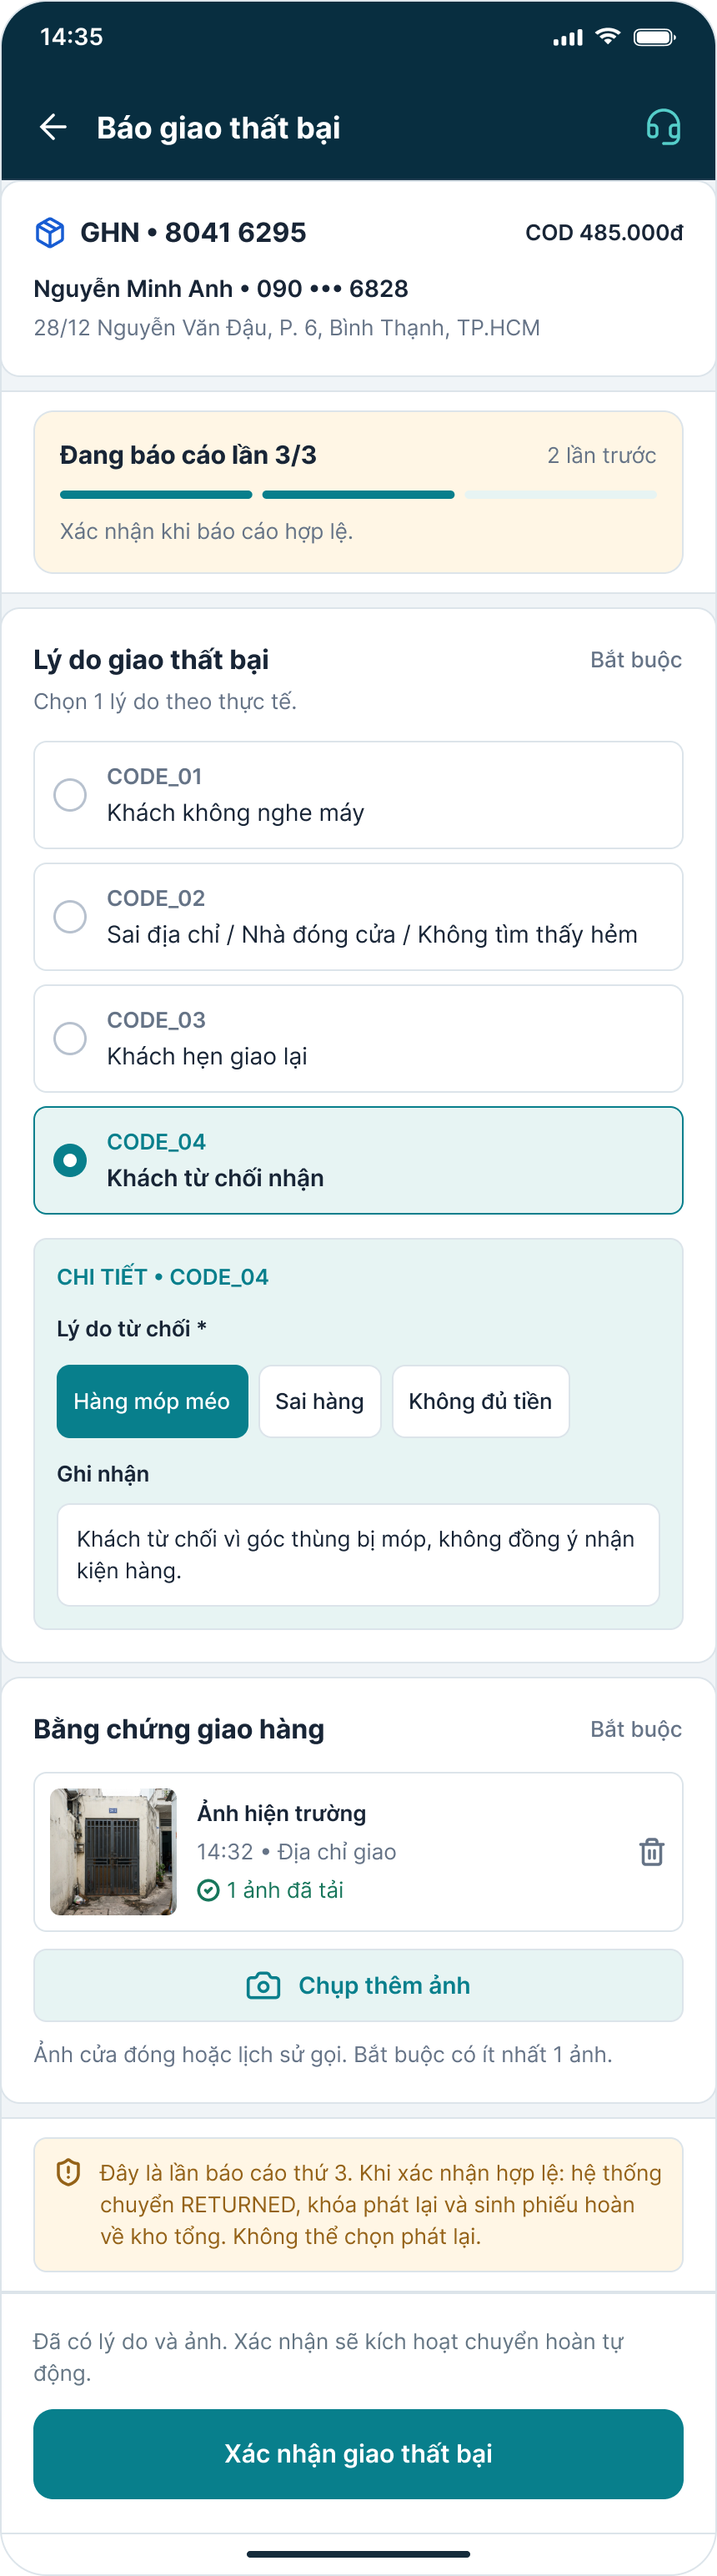 14:35
Báo giao thất bại
GHN • 8041 6295
COD 485.000đ
Nguyễn Minh Anh • 090 ••• 6828
28/12 Nguyễn Văn Đậu, P. 6, Bình Thạnh, TP.HCM
Đang báo cáo lần 3/3
2 lần trước
Xác nhận khi báo cáo hợp lệ.
Lý do giao thất bại
Bắt buộc
Chọn 1 lý do theo thực tế.
CODE_01
Khách không nghe máy
CODE_02
Sai địa chỉ / Nhà đóng cửa / Không tìm thấy hẻm
CODE_03
Khách hẹn giao lại
CODE_04
Khách từ chối nhận
CHI TIẾT • CODE_04
Lý do từ chối *
Hàng móp méo
Sai hàng
Không đủ tiền
Ghi nhận
Khách từ chối vì góc thùng bị móp, không đồng ý nhận
kiện hàng.
Bằng chứng giao hàng
Bắt buộc
Ảnh hiện trường
14:32 • Địa chỉ giao
1 ảnh đã tải
Chụp thêm ảnh
Ảnh cửa đóng hoặc lịch sử gọi. Bắt buộc có ít nhất 1 ảnh.
Đây là lần báo cáo thứ 3. Khi xác nhận hợp lệ: hệ thống
chuyển RETURNED, khóa phát lại và sinh phiếu hoàn
về kho tổng. Không thể chọn phát lại.
Đã có lý do và ảnh. Xác nhận sẽ kích hoạt chuyển hoàn tự
động.
Xác nhận giao thất bại